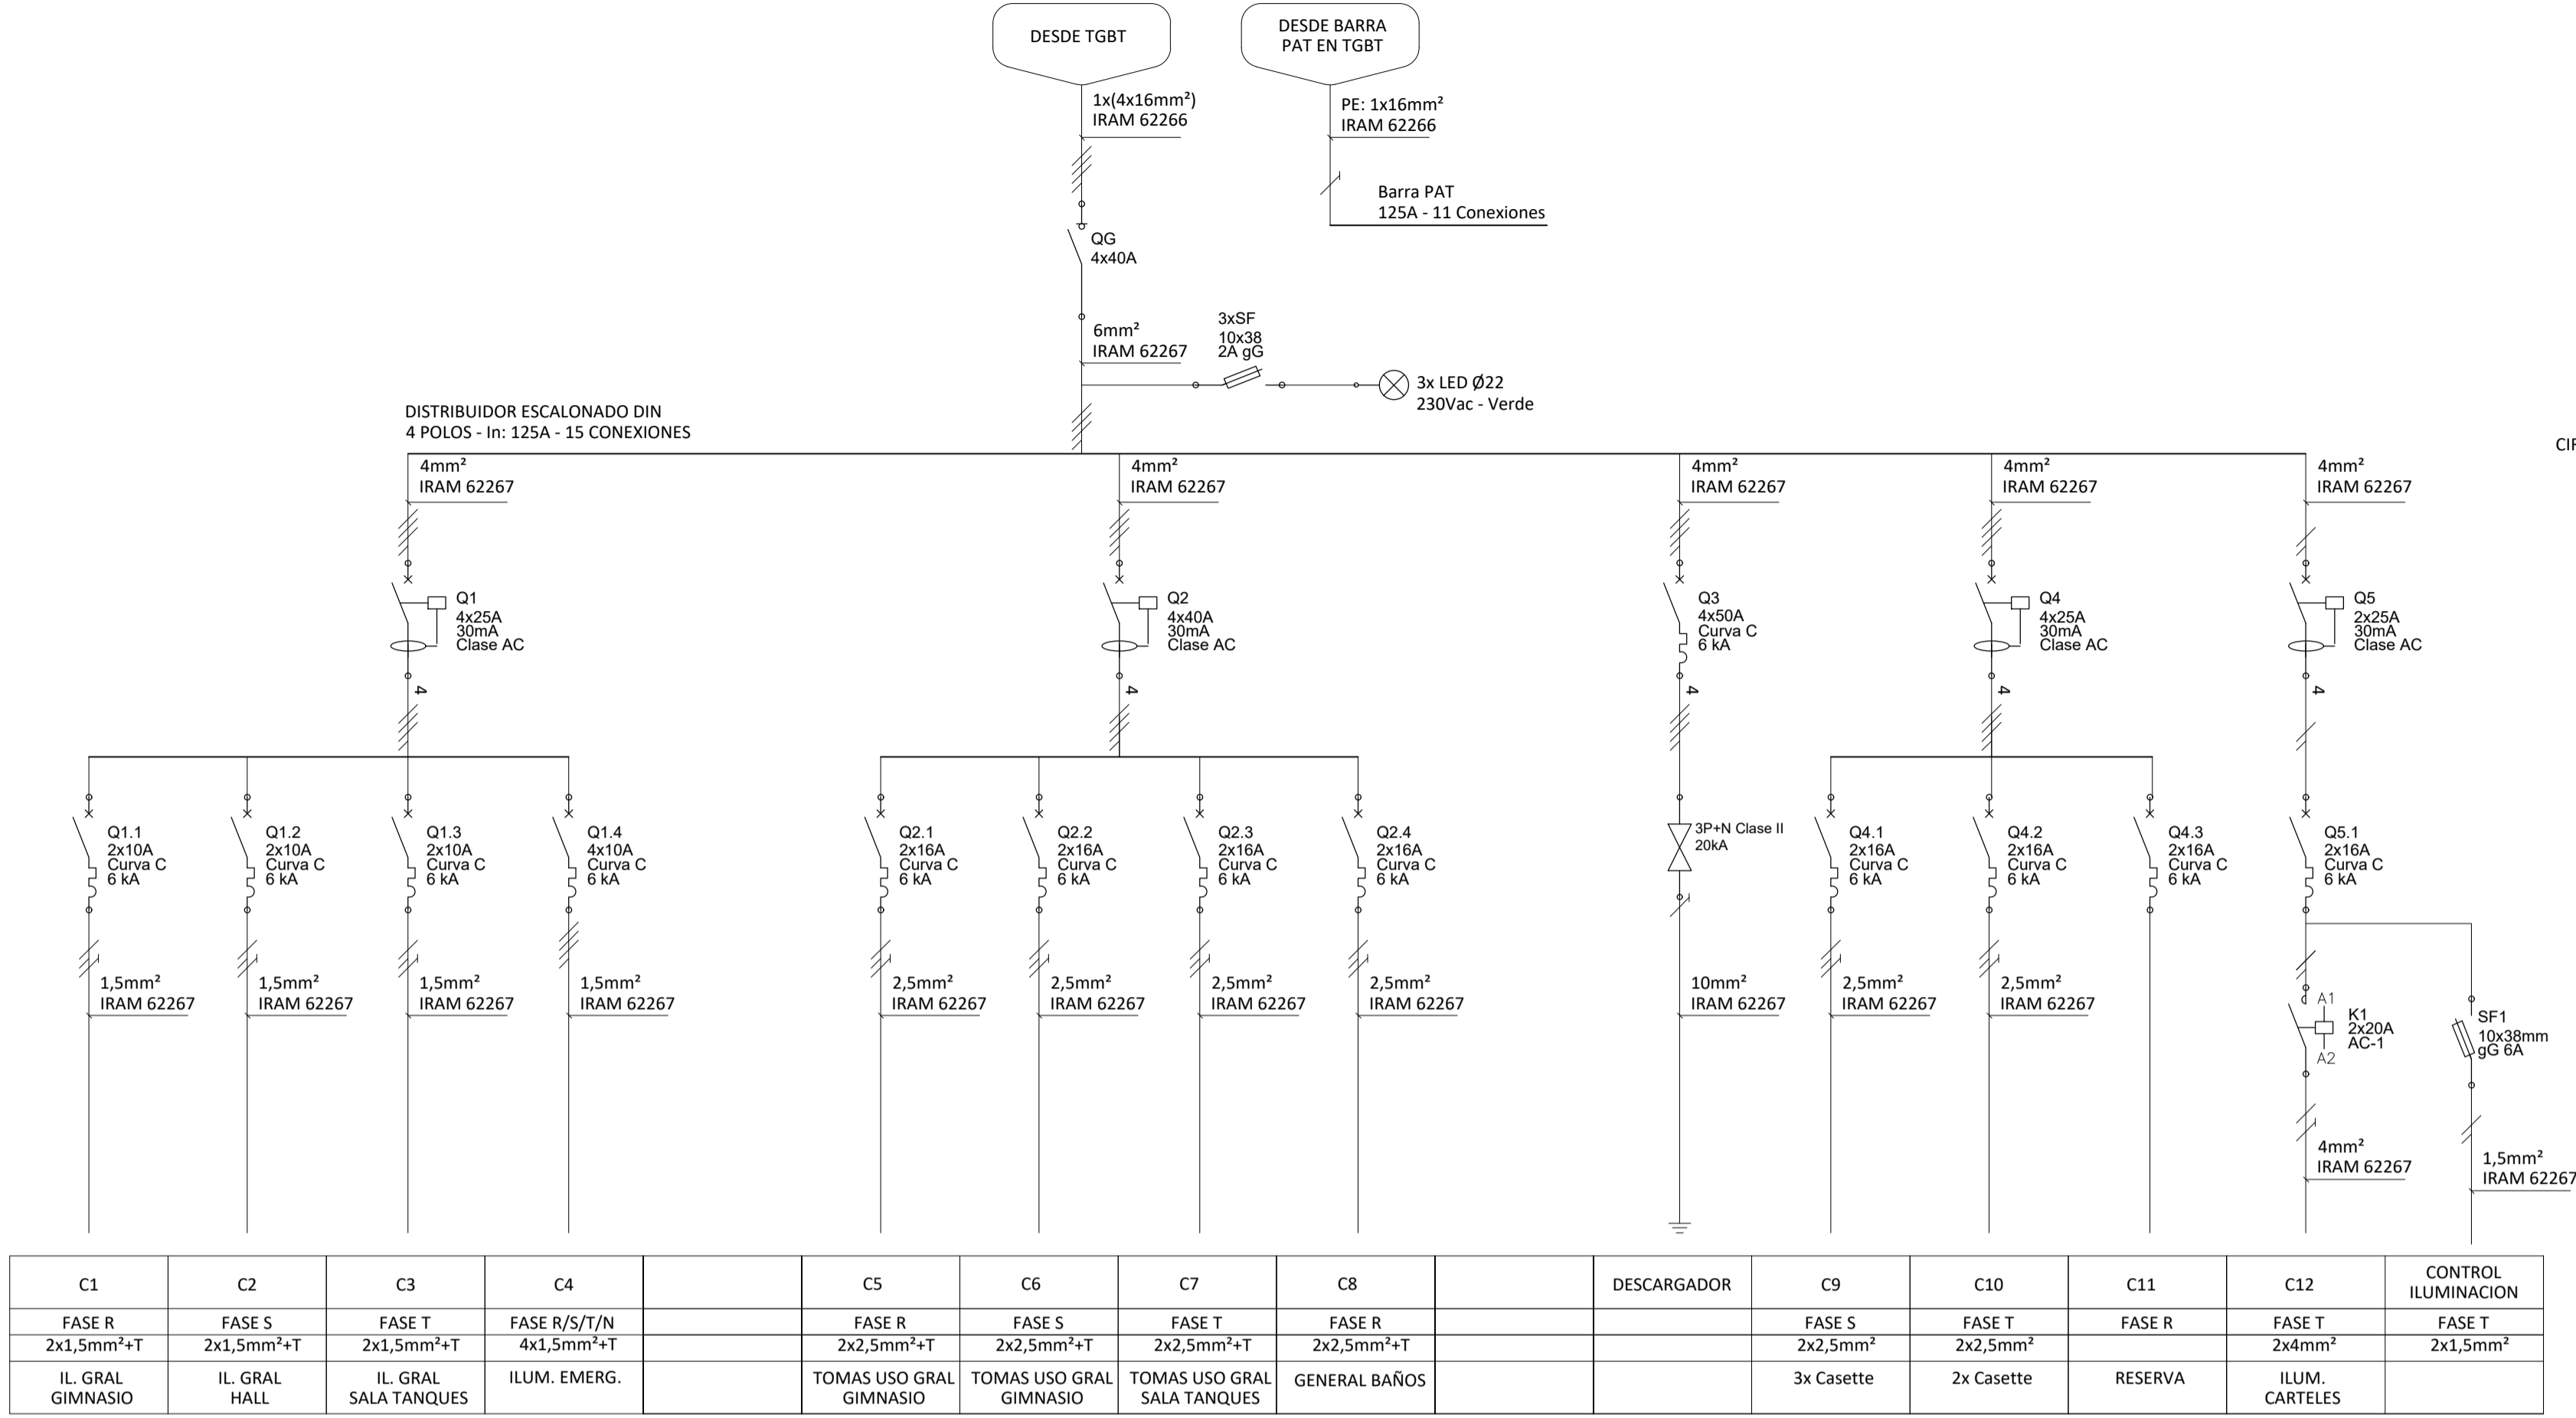 DESDE TGBT
DESDE BARRA
PAT EN TGBT
1x(4x16mm²)
IRAM 62266
PE: 1x16mm²
IRAM 62266
Barra PAT
125A - 11 Conexiones
QG
4x40A
6mm²
IRAM 62267
3xSF
10x38
2A gG
3x LED Ø22
230Vac - Verde
DISTRIBUIDOR ESCALONADO DIN
4 POLOS - In: 125A - 15 CONEXIONES
4mm²
IRAM 62267
4mm²
IRAM 62267
4mm²
IRAM 62267
4mm²
IRAM 62267
4mm²
IRAM 62267
Q1
4x25A
30mA
Clase AC
4
Q2
4x40A
30mA
Clase AC
4
Q3
4x50A
Curva C
6 kA
4
Q4
4x25A
30mA
Clase AC
4
Q5
2x25A
30mA
Clase AC
4
Q1.1
2x10A
Curva C
6 kA
Q1.2
2x10A
Curva C
6 kA
Q1.3
2x10A
Curva C
6 kA
Q1.4
4x10A
Curva C
6 kA
Q2.1
2x16A
Curva C
6 kA
Q2.2
2x16A
Curva C
6 kA
Q2.3
2x16A
Curva C
6 kA
Q2.4
2x16A
Curva C
6 kA
3P+N Clase II
20kA
Q4.1
2x16A
Curva C
6 kA
Q4.2
2x16A
Curva C
6 kA
Q4.3
2x16A
Curva C
6 kA
Q5.1
2x16A
Curva C
6 kA
1,5mm²
IRAM 62267
1,5mm²
IRAM 62267
1,5mm²
IRAM 62267
1,5mm²
IRAM 62267
2,5mm²
IRAM 62267
2,5mm²
IRAM 62267
2,5mm²
IRAM 62267
2,5mm²
IRAM 62267
10mm²
IRAM 62267
2,5mm²
IRAM 62267
2,5mm²
IRAM 62267
A1
K1
2x20A
AC-1
A2
SF1
10x38mm
gG 6A
4mm²
IRAM 62267
1,5mm²
IRAM 62267
C1 C2 C3 C4 C5 C6 C7 C8 DESCARGADOR C9 C10 C11 C12 CONTROL
ILUMINACION
FASE R FASE S FASE T FASE R/S/T/N FASE R FASE S FASE T FASE R FASE S FASE T FASE R FASE T FASE T
2x1,5mm²+T 2x1,5mm²+T 2x1,5mm²+T 4x1,5mm²+T 2x2,5mm²+T 2x2,5mm²+T 2x2,5mm²+T 2x2,5mm²+T 2x2,5mm² 2x2,5mm² 2x4mm² 2x1,5mm²
IL. GRAL IL. GRAL IL. GRAL ILUM. EMERG. TOMAS USO GRAL TOMAS USO GRAL TOMAS USO GRAL GENERAL BAÑOS 3x Casette 2x Casette RESERVA ILUM.
GIMNASIO HALL SALA TANQUES GIMNASIO GIMNASIO SALA TANQUES CARTELES